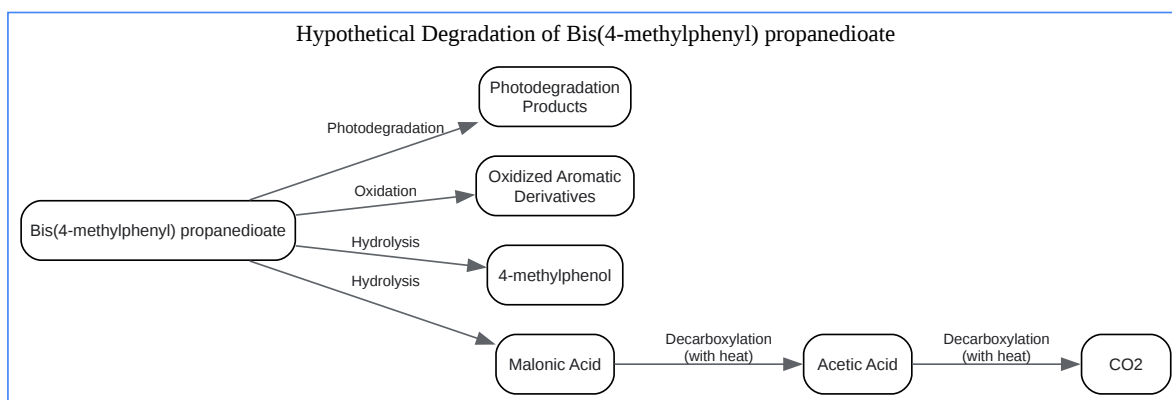 Hypothetical Degradation of Bis(4-methylphenyl) propanedioate
Photodegradation
Products
Photodegradation
Oxidized Aromatic
Derivatives
Oxidation
Bis(4-methylphenyl) propanedioate
Hydrolysis
4-methylphenol
Hydrolysis
Malonic Acid
Decarboxylation
(with heat)
Acetic Acid
Decarboxylation
(with heat)
CO2